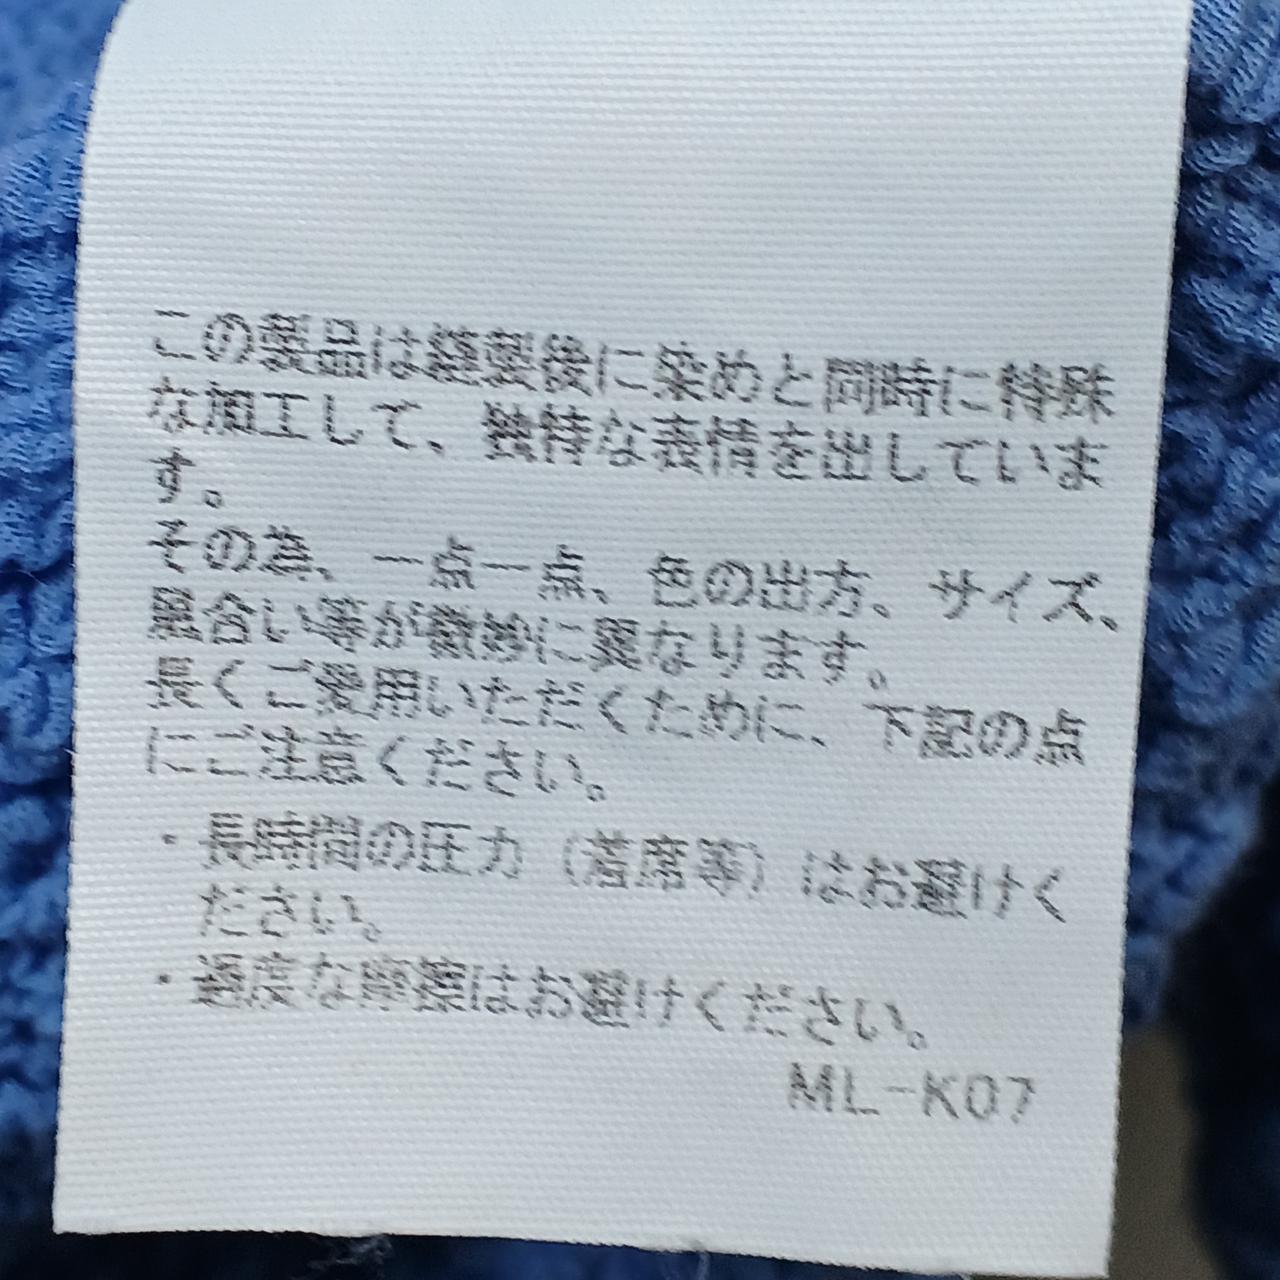 この製品は縫製後に染めと同時に特殊
な加工して、独特な表情を出していま
す。
その為、一点一点、色の出方、サイズ、
風合い等が微妙に異なります。
長くご愛用いただくために、下記の点
にご注意ください。
・長時間の圧力（着席等）はお避けく
ださい。
・過度な摩擦はお避けください。
ML-K07